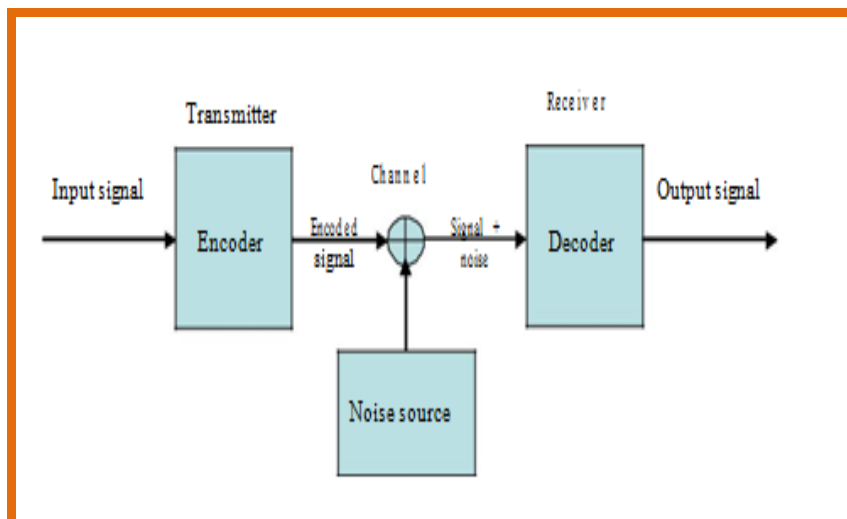 Transmitter
Receiver
Channel
Input signal
Output signal
Encoder
Encoded
signal
Signal +
noise
Decoder
Noise source